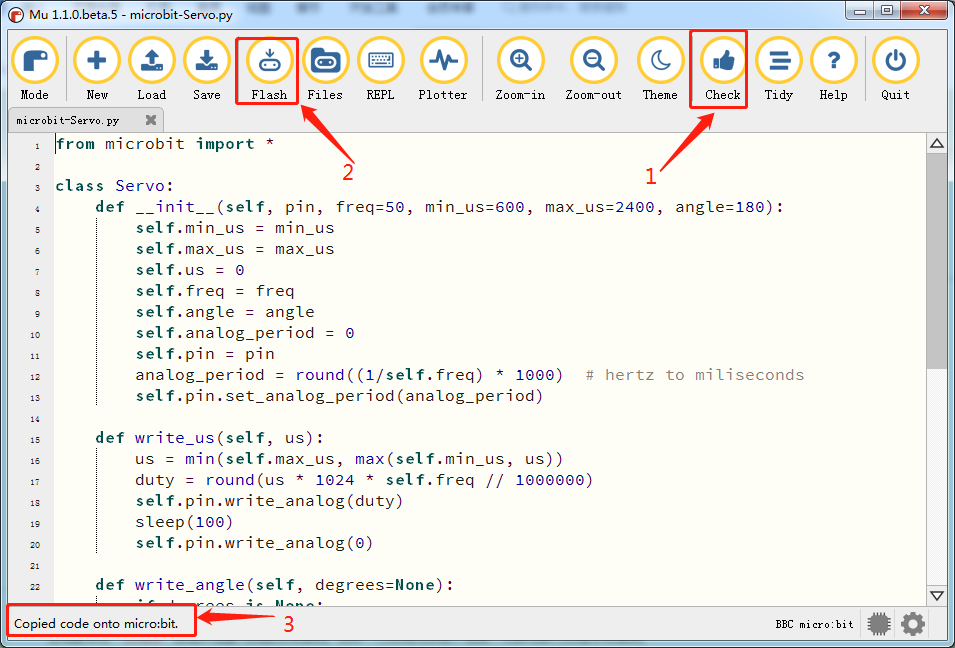 Mu 1.1.0.beta.5 - microbit-Servo.py
Mode New Load Save Flash Files REPL Plotter Zoom-in Zoom-out Theme Check Tidy Help Quit
microbit-Servo.py
2
1
1 from microbit import *
2
3 class Servo:
4 def __init__(self, pin, freq=50, min_us=600, max_us=2400, angle=180):
5 self.min_us = min_us
6 self.max_us = max_us
7 self.us = 0
8 self.freq = freq
9 self.angle = angle
10 self.analog_period = 0
11 self.pin = pin
12 analog_period = round((1/self.freq) * 1000)  # hertz to miliseconds
13 self.pin.set_analog_period(analog_period)
14
15 def write_us(self, us):
16 us = min(self.max_us, max(self.min_us, us))
17 duty = round(us * 1024 * self.freq // 1000000)
18 self.pin.write_analog(duty)
19 sleep(100)
20 self.pin.write_analog(0)
21
22 def write_angle(self, degrees=None):
if degrees is None:
Copied code onto micro:bit.
3
BBC micro:bit